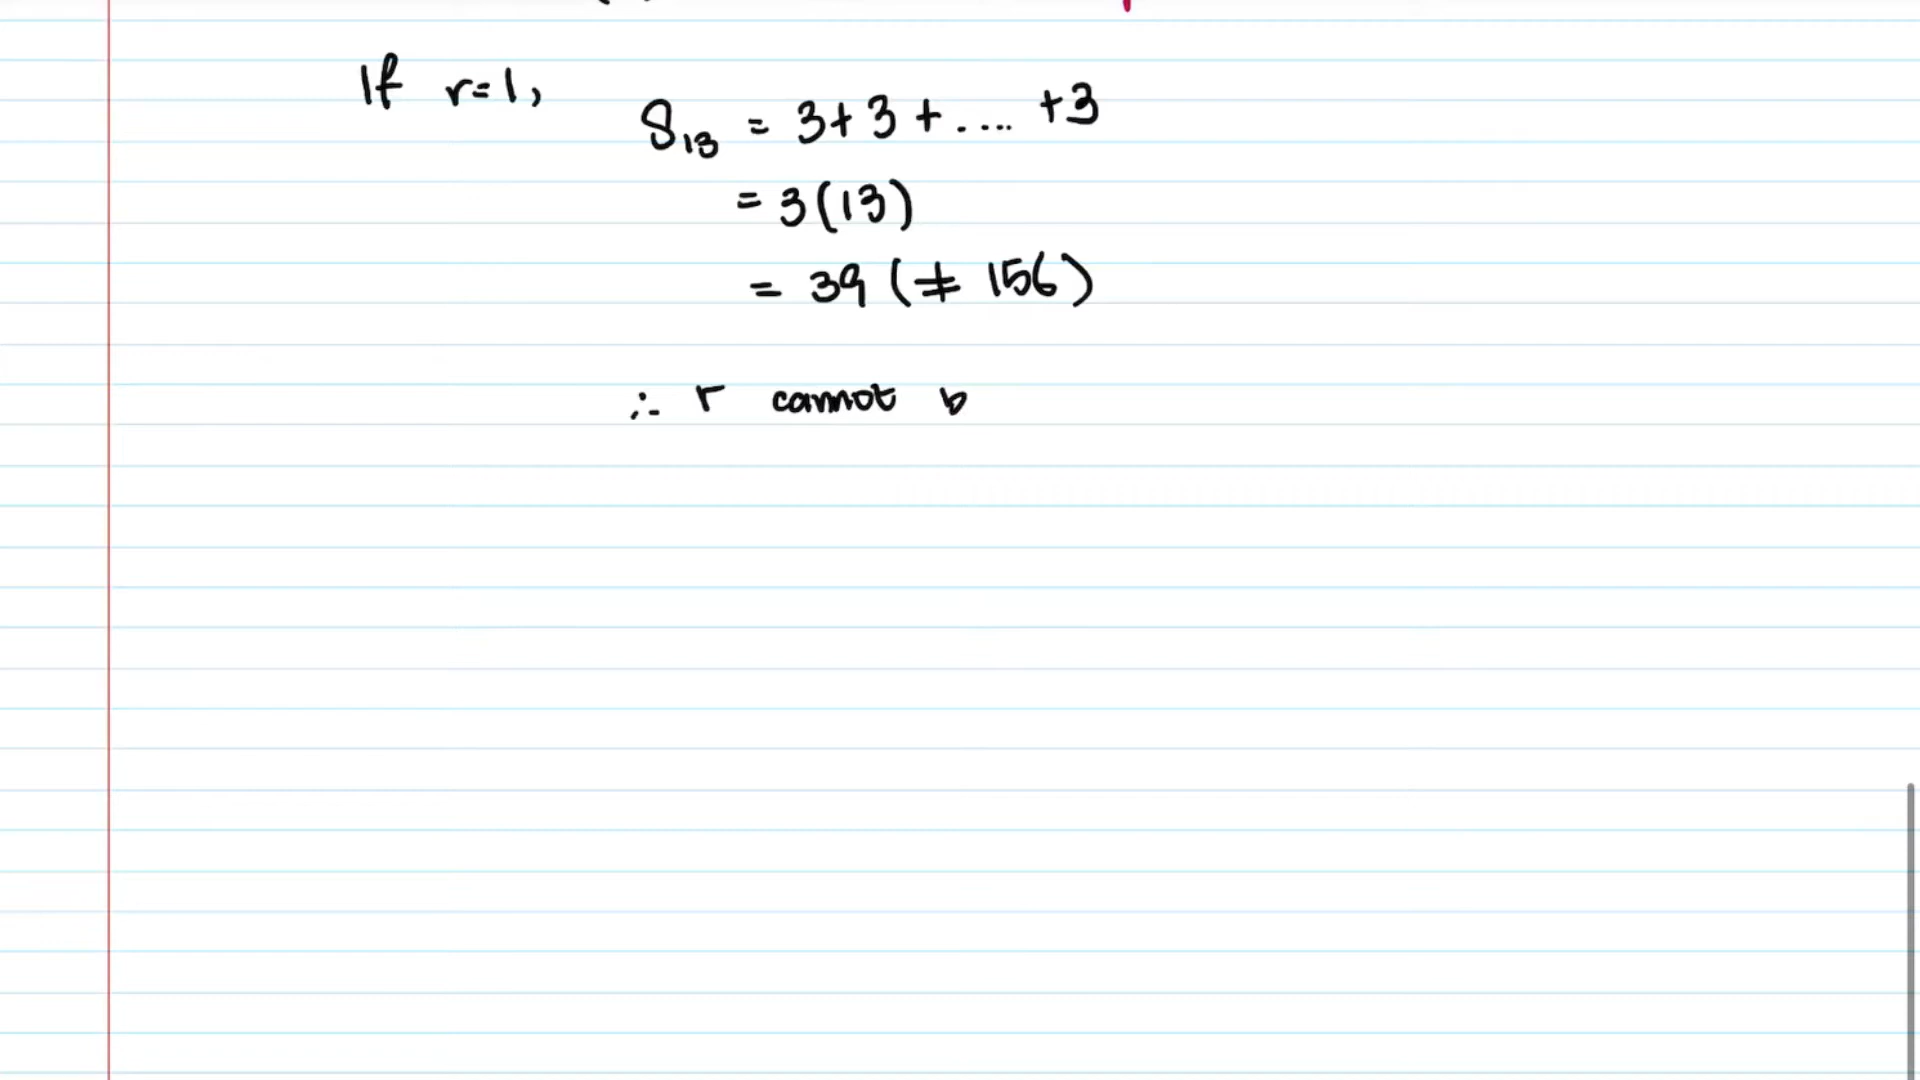 If r=1,
S₁₃ = 3+3+..... +3
= 3(13)
= 39 (≠ 156)
∴ r cannot b